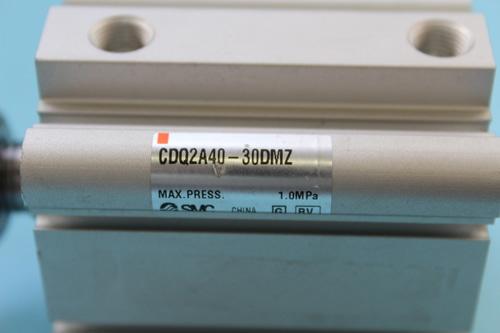 CDQ2A40-30DMZ
MAX.PRESS. 1.0MPa
SMC CHINA G BV